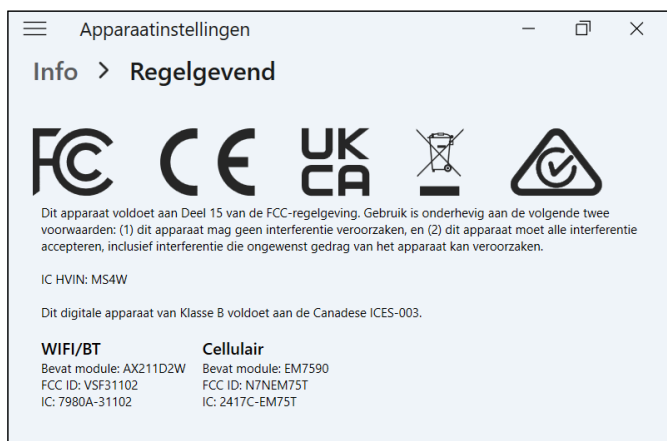 Apparaatinstellingen
Info > Regelgevend
FC CE UK CA
Dit apparaat voldoet aan Deel 15 van de FCC-regelgeving. Gebruik is onderhevig aan de volgende twee
voorwaarden: (1) dit apparaat mag geen interferentie veroorzaken, en (2) dit apparaat moet alle interferentie
accepteren, inclusief interferentie die ongewenst gedrag van het apparaat kan veroorzaken.
IC HVIN: MS4W
Dit digitale apparaat van Klasse B voldoet aan de Canadese ICES-003.
WIFI/BT Cellulair
Bevat module: AX211D2W Bevat module: EM7590
FCC ID: VSF31102 FCC ID: N7NEM75T
IC: 7980A-31102 IC: 2417C-EM75T